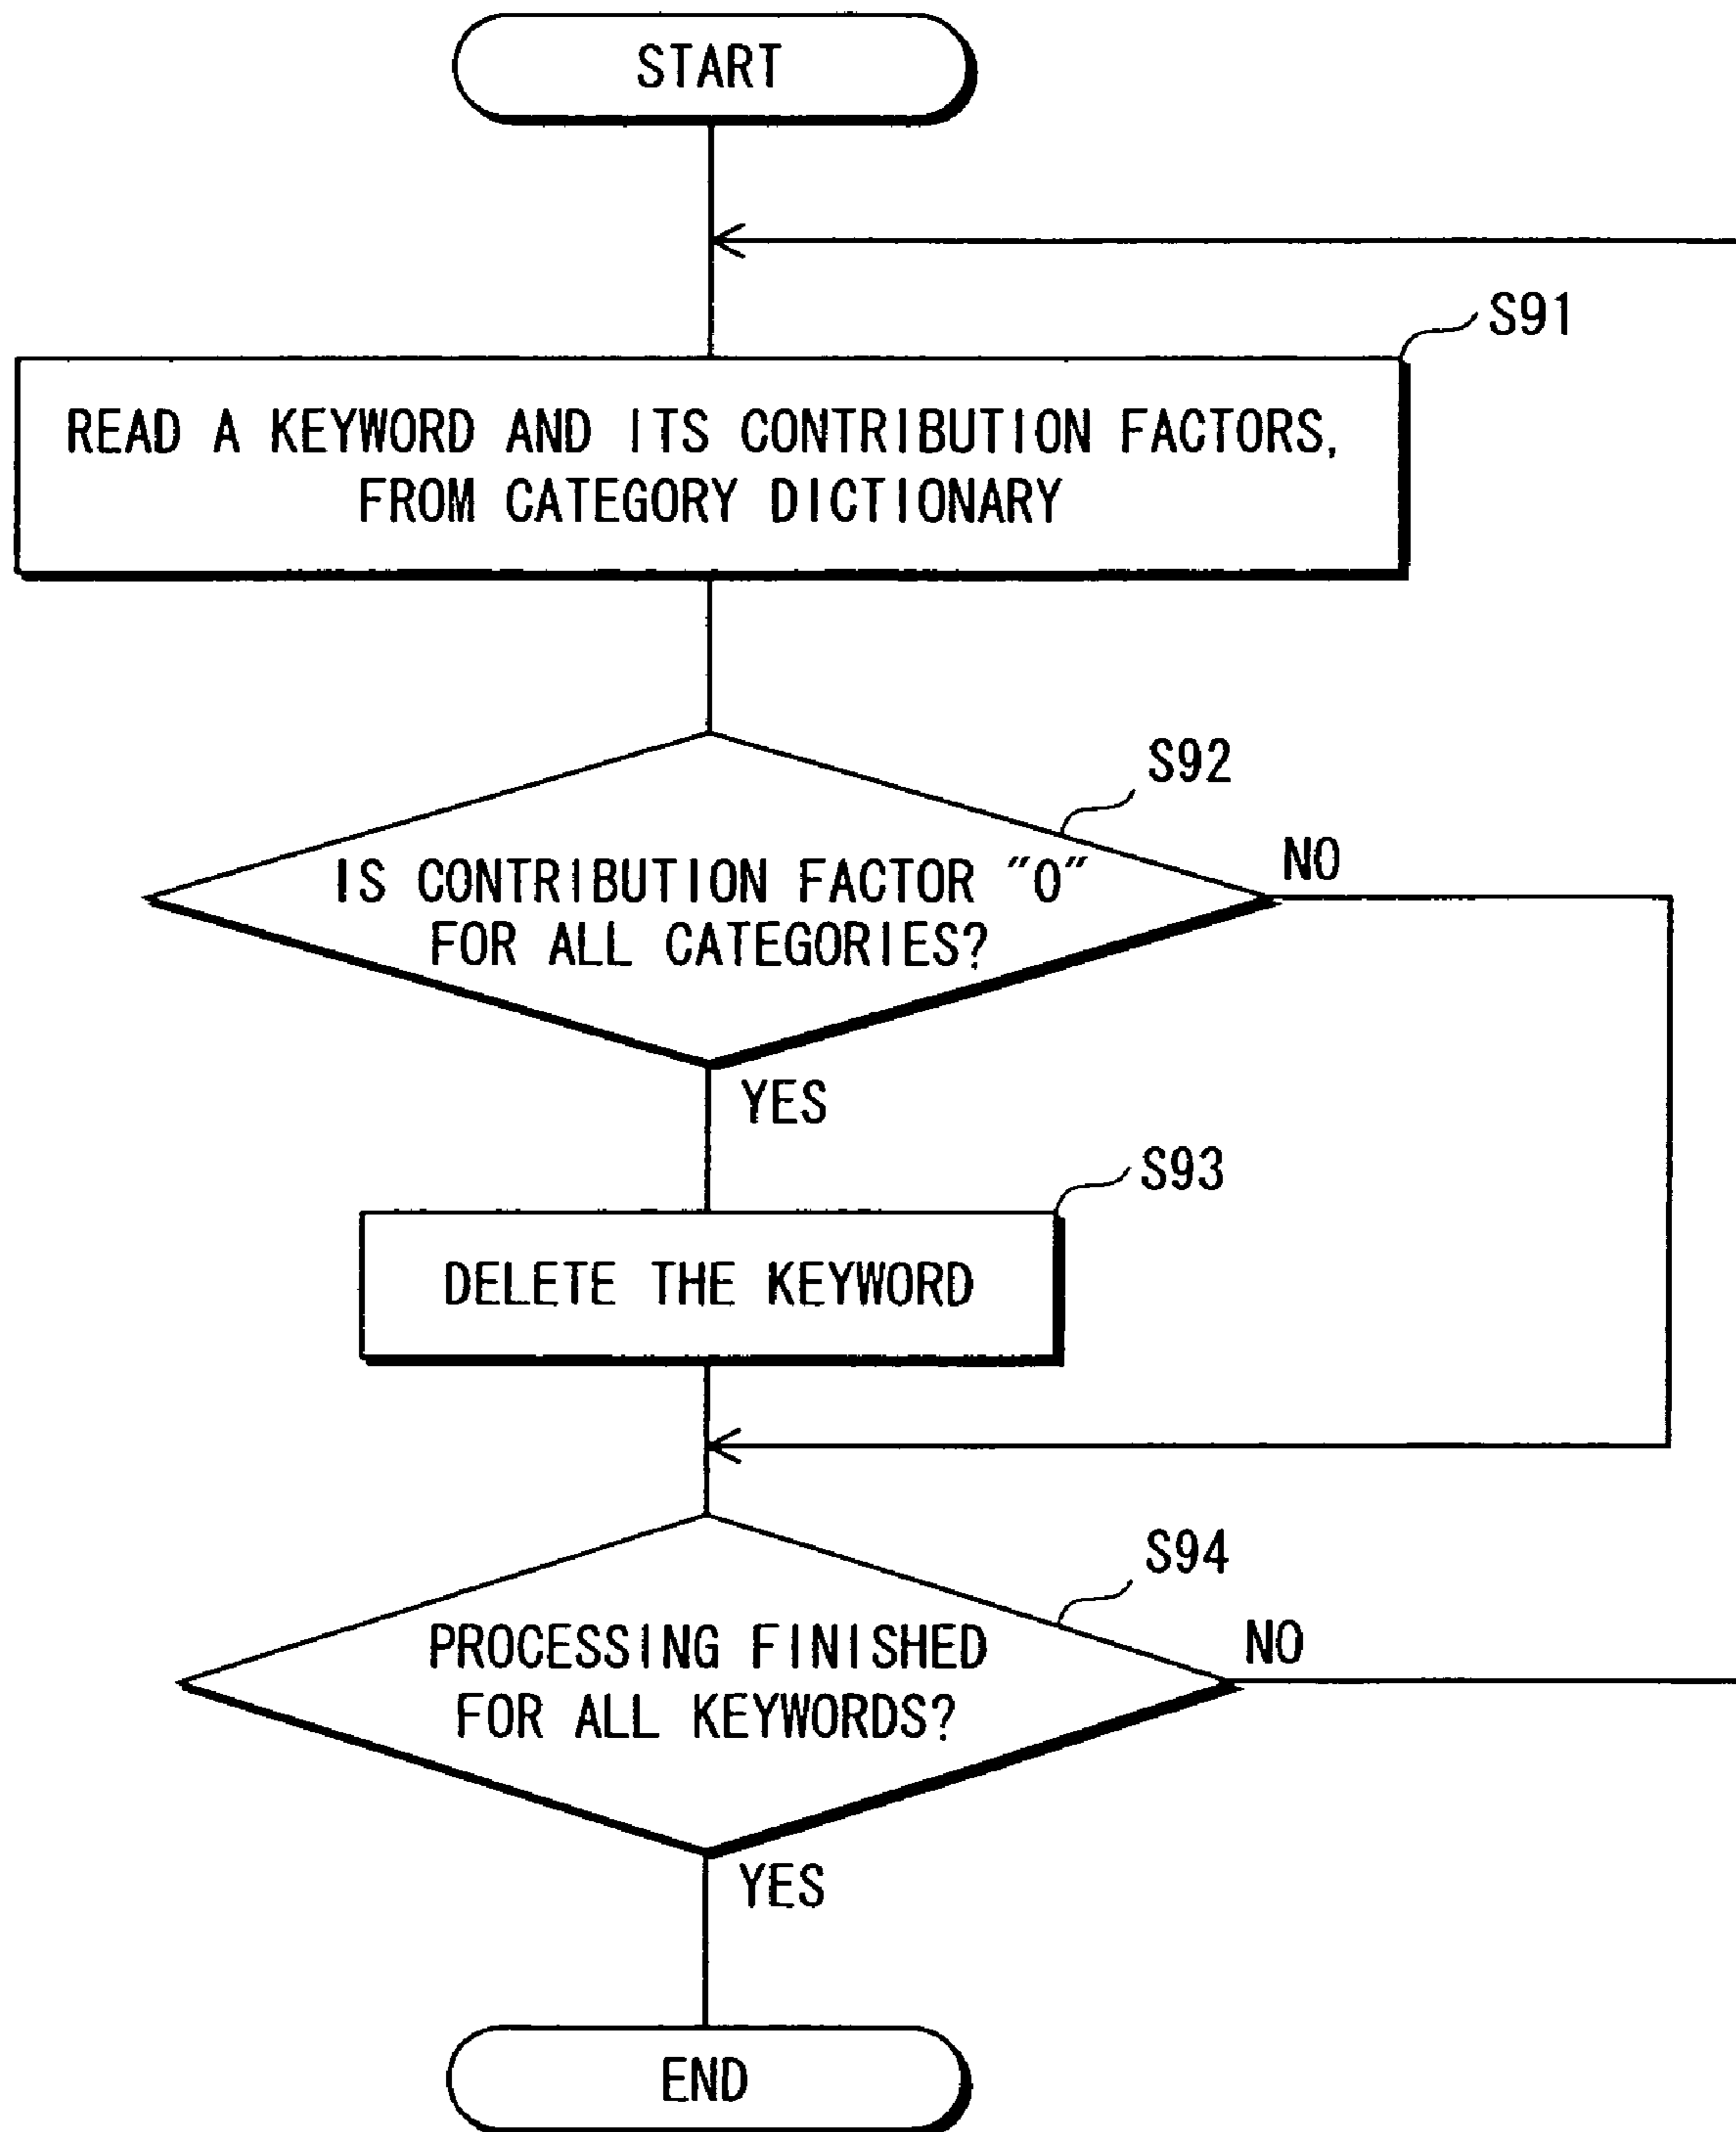 START
S91
READ A KEYWORD AND ITS CONTRIBUTION FACTORS,
FROM CATEGORY DICTIONARY
S92
IS CONTRIBUTION FACTOR "0"
FOR ALL CATEGORIES?
NO
YES
S93
DELETE THE KEYWORD
S94
PROCESSING FINISHED
FOR ALL KEYWORDS?
NO
YES
END